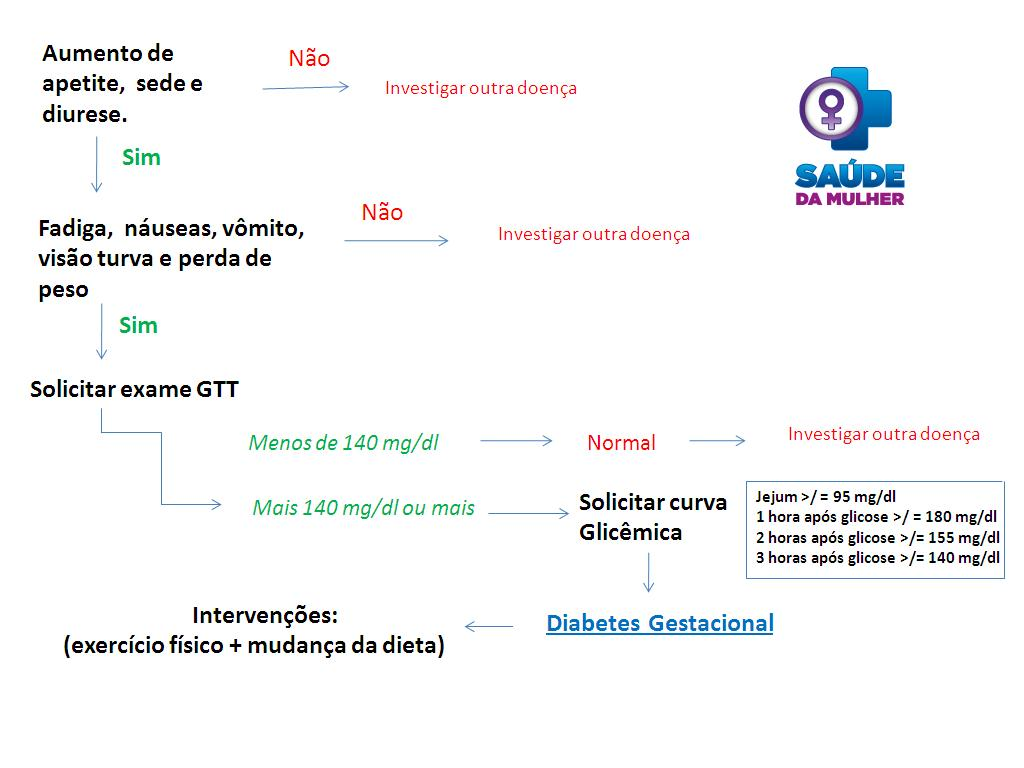 Aumento de
apetite, sede e
diurese.
Não
Investigar outra doença
SAÚDE
DA MULHER
Sim
Fadiga, náuseas, vômito,
visão turva e perda de
peso
Não
Investigar outra doença
Sim
Solicitar exame GTT
Menos de 140 mg/dl
Normal
Investigar outra doença
Mais 140 mg/dl ou mais
Solicitar curva
Glicêmica
Jejum >/ = 95 mg/dl
1 hora após glicose >/ = 180 mg/dl
2 horas após glicose >/= 155 mg/dl
3 horas após glicose >/= 140 mg/dl
Diabetes Gestacional
Intervenções:
(exercício físico + mudança da dieta)